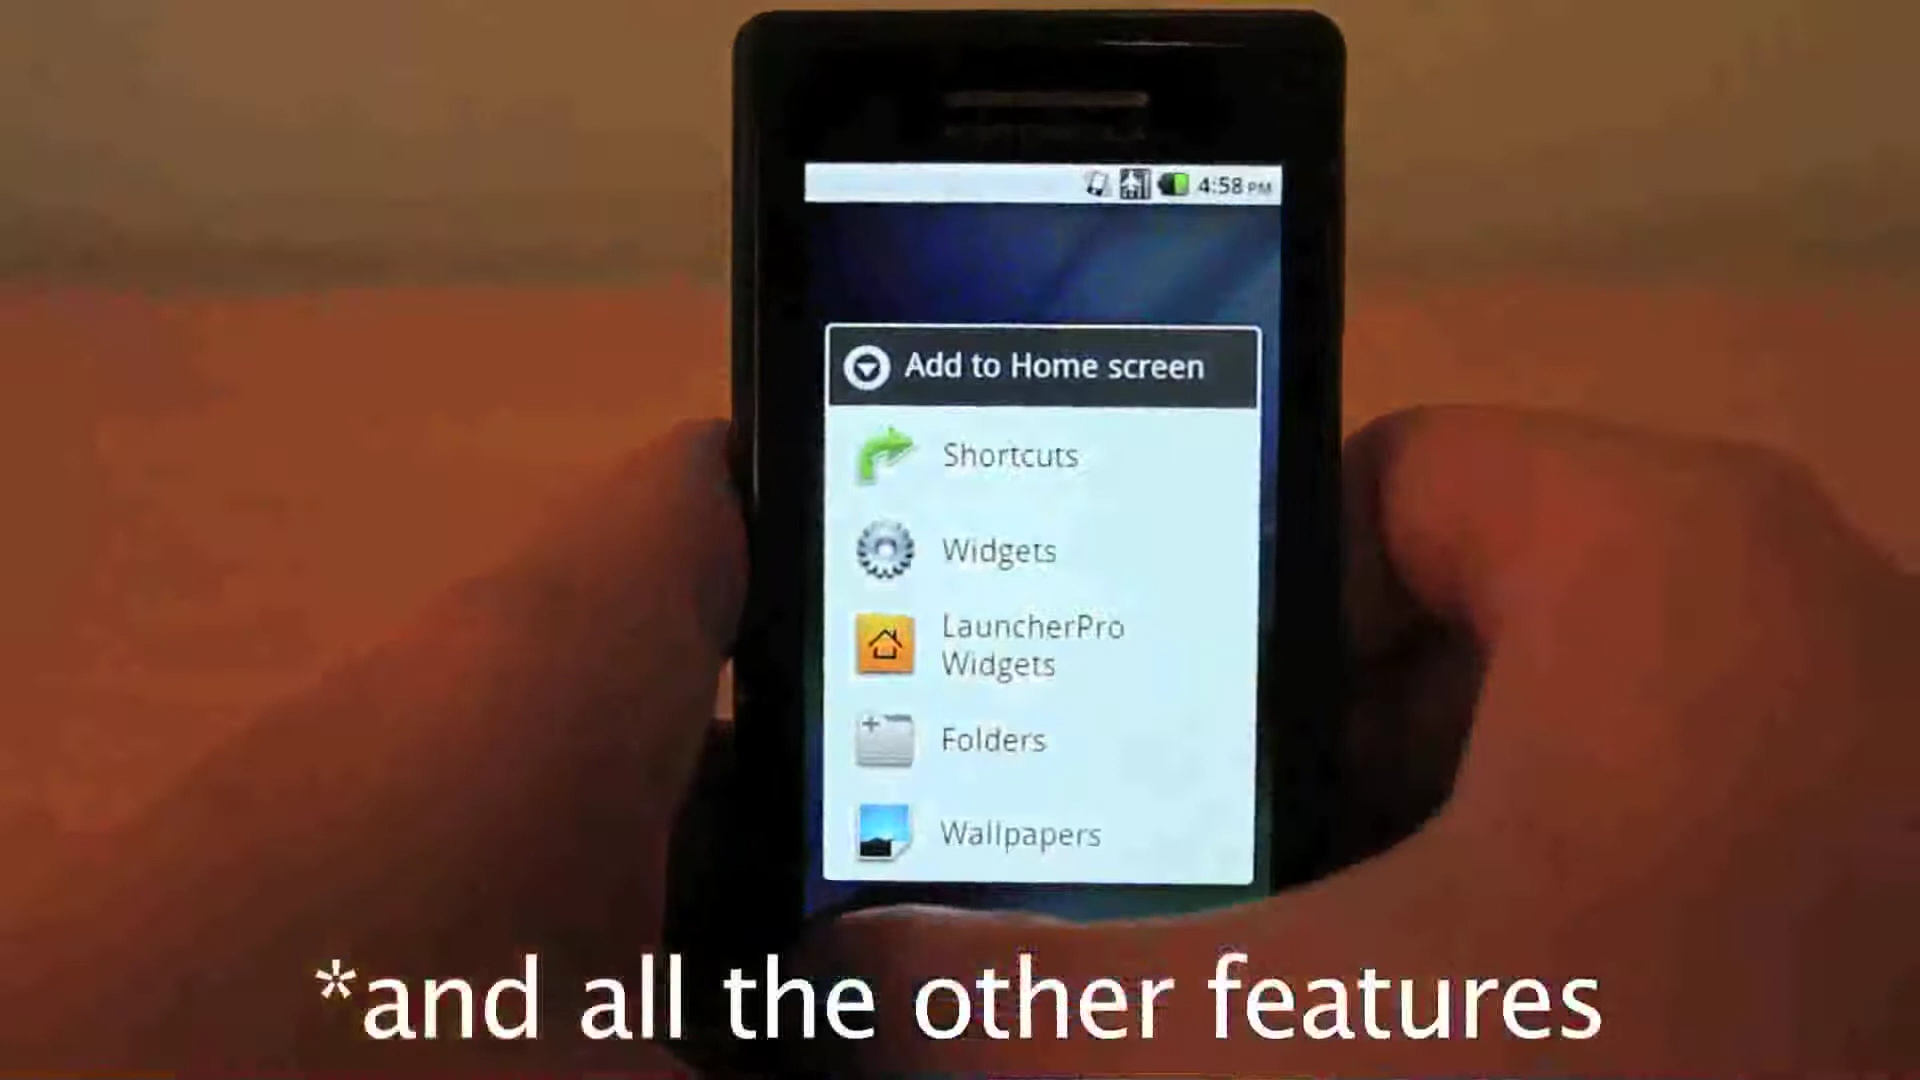 4:58 PM
Add to Home screen
Shortcuts
Widgets
LauncherPro
Widgets
Folders
Wallpapers
*and all the other features